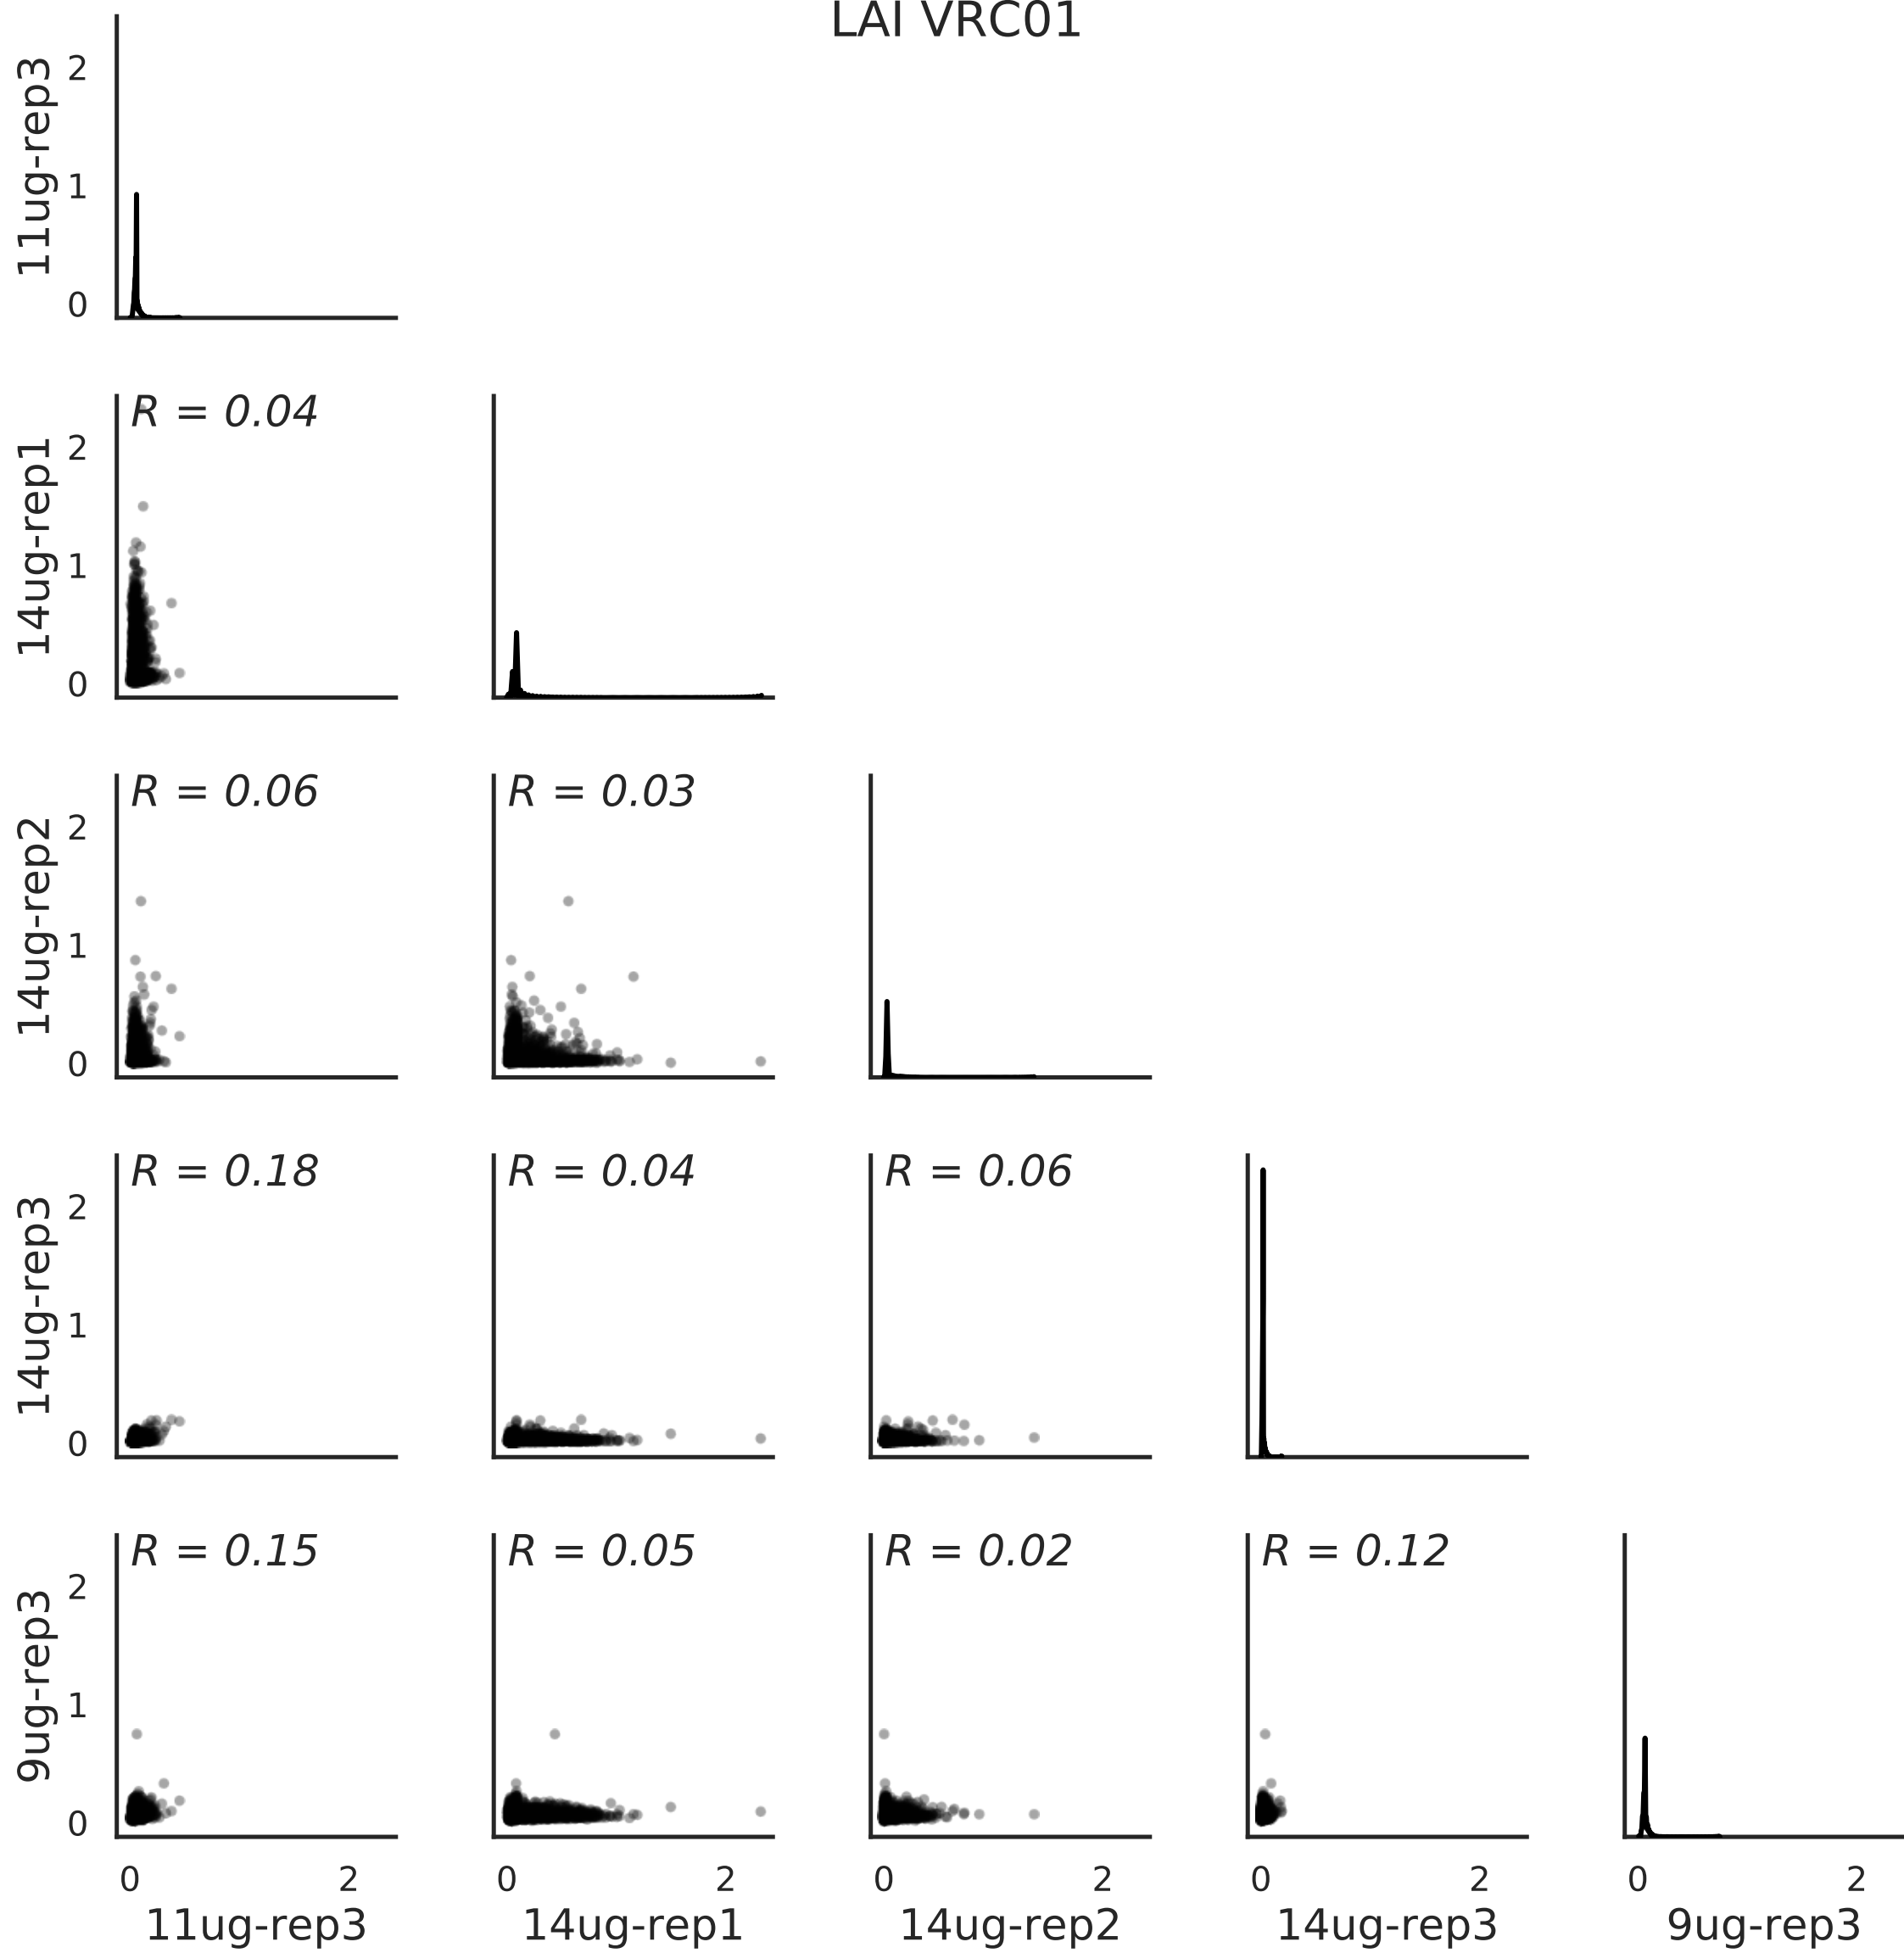 LAI VRC01
11ug-rep3
2
1
0
14ug-rep1
2
1
0
R = 0.04
14ug-rep2
2
1
0
R = 0.06
R = 0.03
14ug-rep3
2
1
0
R = 0.18
R = 0.04
R = 0.06
9ug-rep3
2
1
0
R = 0.15
R = 0.05
R = 0.02
R = 0.12
0 2
0 2
0 2
0 2
0 2
11ug-rep3
14ug-rep1
14ug-rep2
14ug-rep3
9ug-rep3